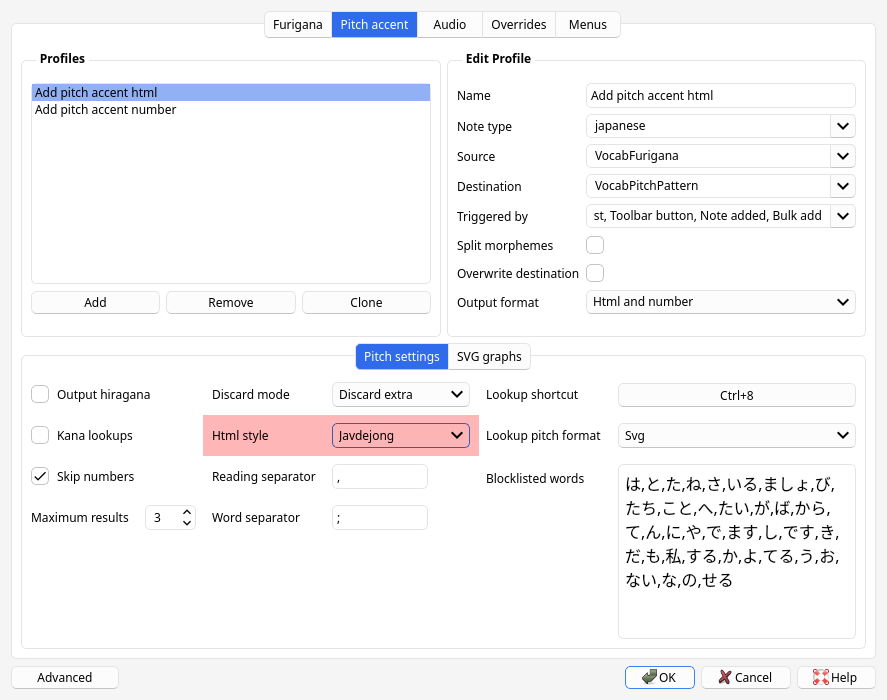 Furigana
Pitch accent
Audio
Overrides
Menus
Profiles
Add pitch accent html
Add pitch accent number
Add
Remove
Clone
Edit Profile
Name
Add pitch accent html
Note type
japanese
Source
VocabFurigana
Destination
VocabPitchPattern
Triggered by
st, Toolbar button, Note added, Bulk add
Split morphemes
Overwrite destination
Output format
Html and number
Pitch settings
SVG graphs
Output hiragana
Kana lookups
Skip numbers
Maximum results
3
Discard mode
Discard extra
Html style
Javdejong
Reading separator
,
Word separator
;
Lookup shortcut
Ctrl+8
Lookup pitch format
Svg
Blocklisted words
は,と,た,ね,さ,いる,ましょ,び,
たち,こと,へ,たい,が,ば,から,
て,ん,に,や,で,ます,し,です,き,
だ,も,私,する,か,よ,てる,う,お,
ない,な,の,せる
Advanced
OK
Cancel
Help